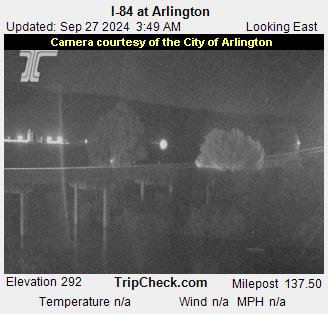 I-84 at Arlington
Updated: Sep 27 2024 3:49 AM Looking East
Camera courtesy of the City of Arlington
Elevation 292 TripCheck.com Milepost 137.50
Temperature n/a Wind n/a MPH n/a